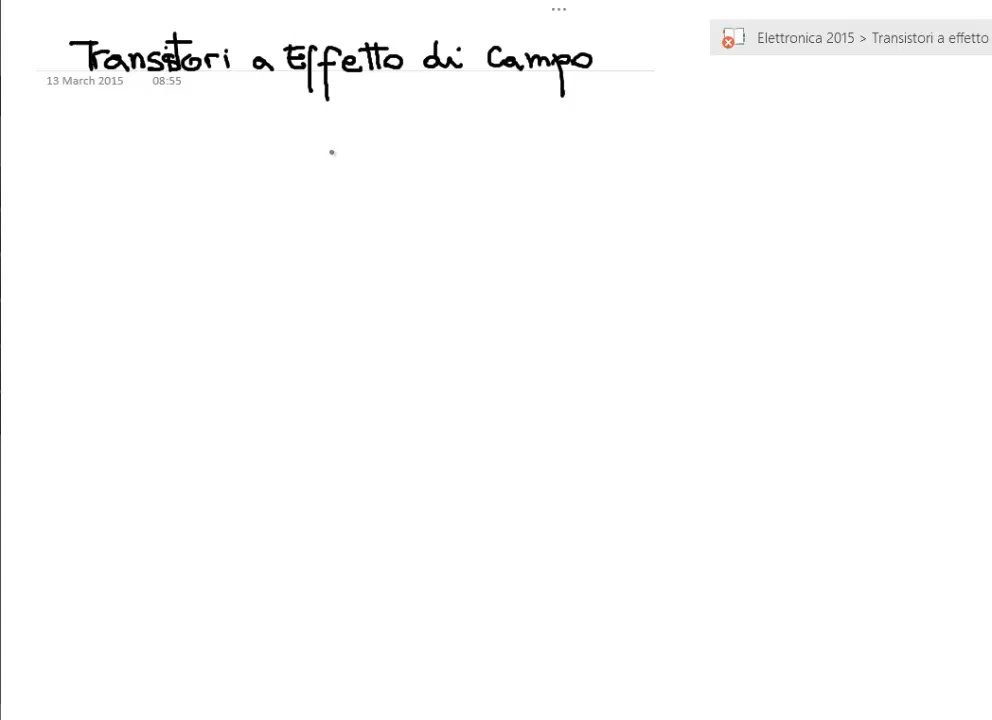 Transistori a Effetto di Campo
13 March 2015 08:55
Elettronica 2015 > Transistori a effetto